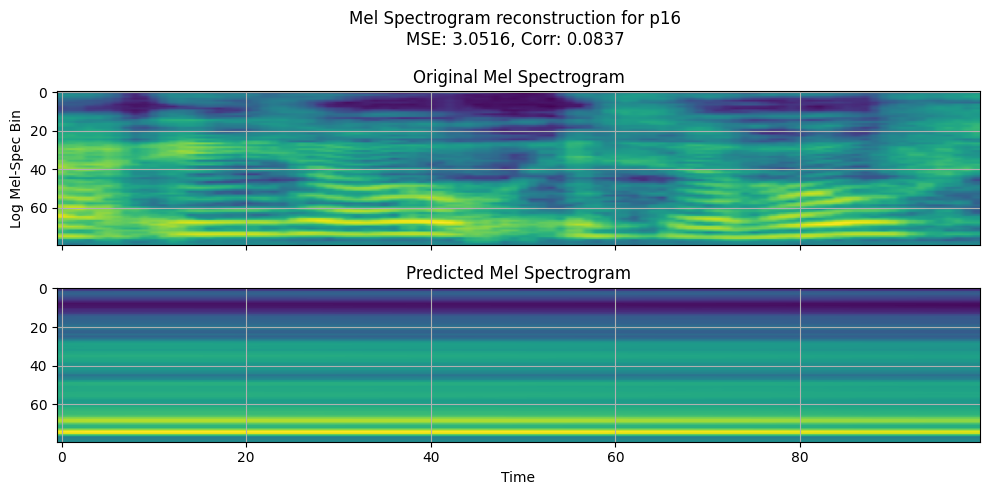 Mel Spectrogram reconstruction for p16
MSE: 3.0516, Corr: 0.0837
Original Mel Spectrogram
0
20
40
60
Log Mel-Spec Bin
Predicted Mel Spectrogram
0
20
40
60
0 20 40 60 80
Time